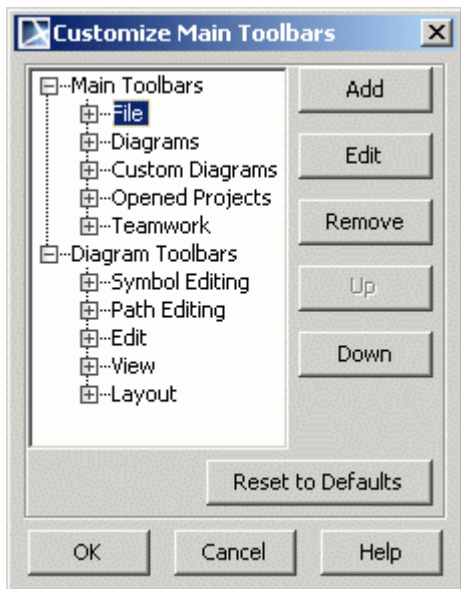 Customize Main Toolbars
Main Toolbars
File
Diagrams
Custom Diagrams
Opened Projects
Teamwork
Diagram Toolbars
Symbol Editing
Path Editing
Edit
View
Layout
Add
Edit
Remove
Up
Down
Reset to Defaults
OK
Cancel
Help